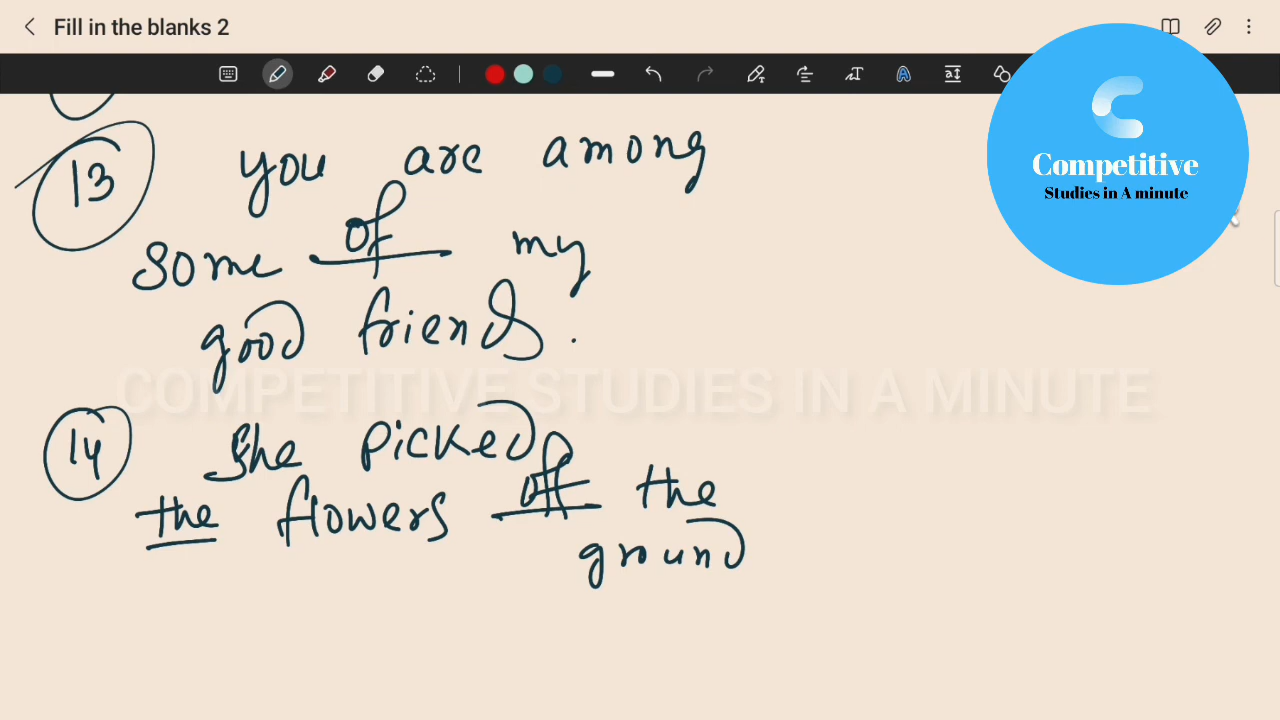 Fill in the blanks 2
Competitive
Studies in A minute
13 you are among
some of my
good friends.
COMPETITIVE STUDIES IN A MINUTE
14 She picked
the flowers off the
ground